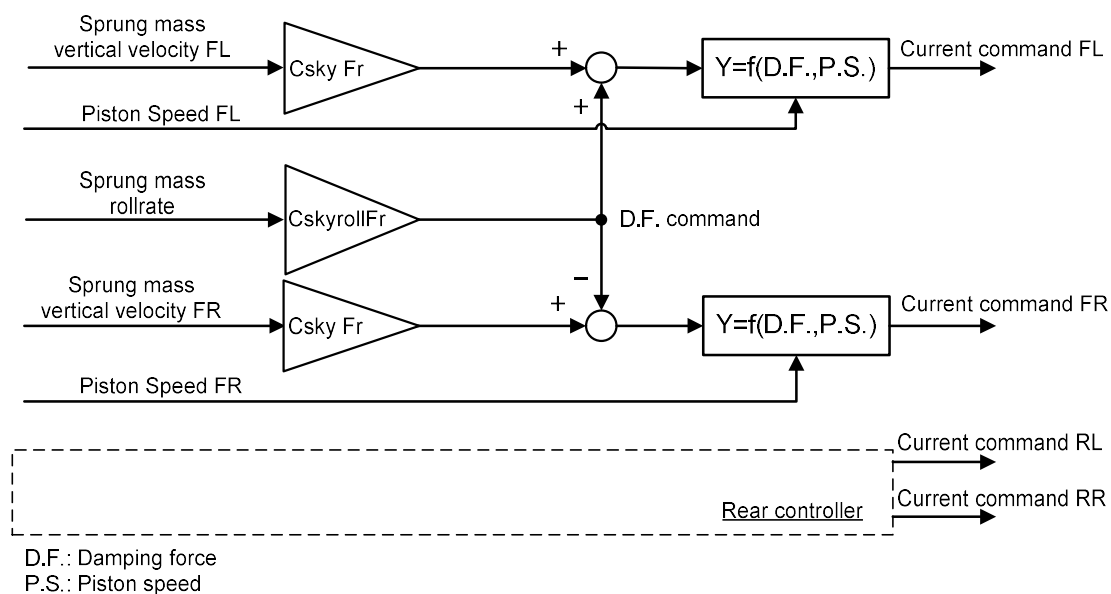 Sprung mass
vertical velocity FL
Csky Fr
+
Y=f(D.F.,P.S.)
Current command FL
Piston Speed FL
+
Sprung mass
rollrate
CskyrollFr
D.F. command
Sprung mass
vertical velocity FR
Csky Fr
−
+
Y=f(D.F.,P.S.)
Current command FR
Piston Speed FR
Current command RL
Rear controller
Current command RR
D.F.: Damping force
P.S.: Piston speed